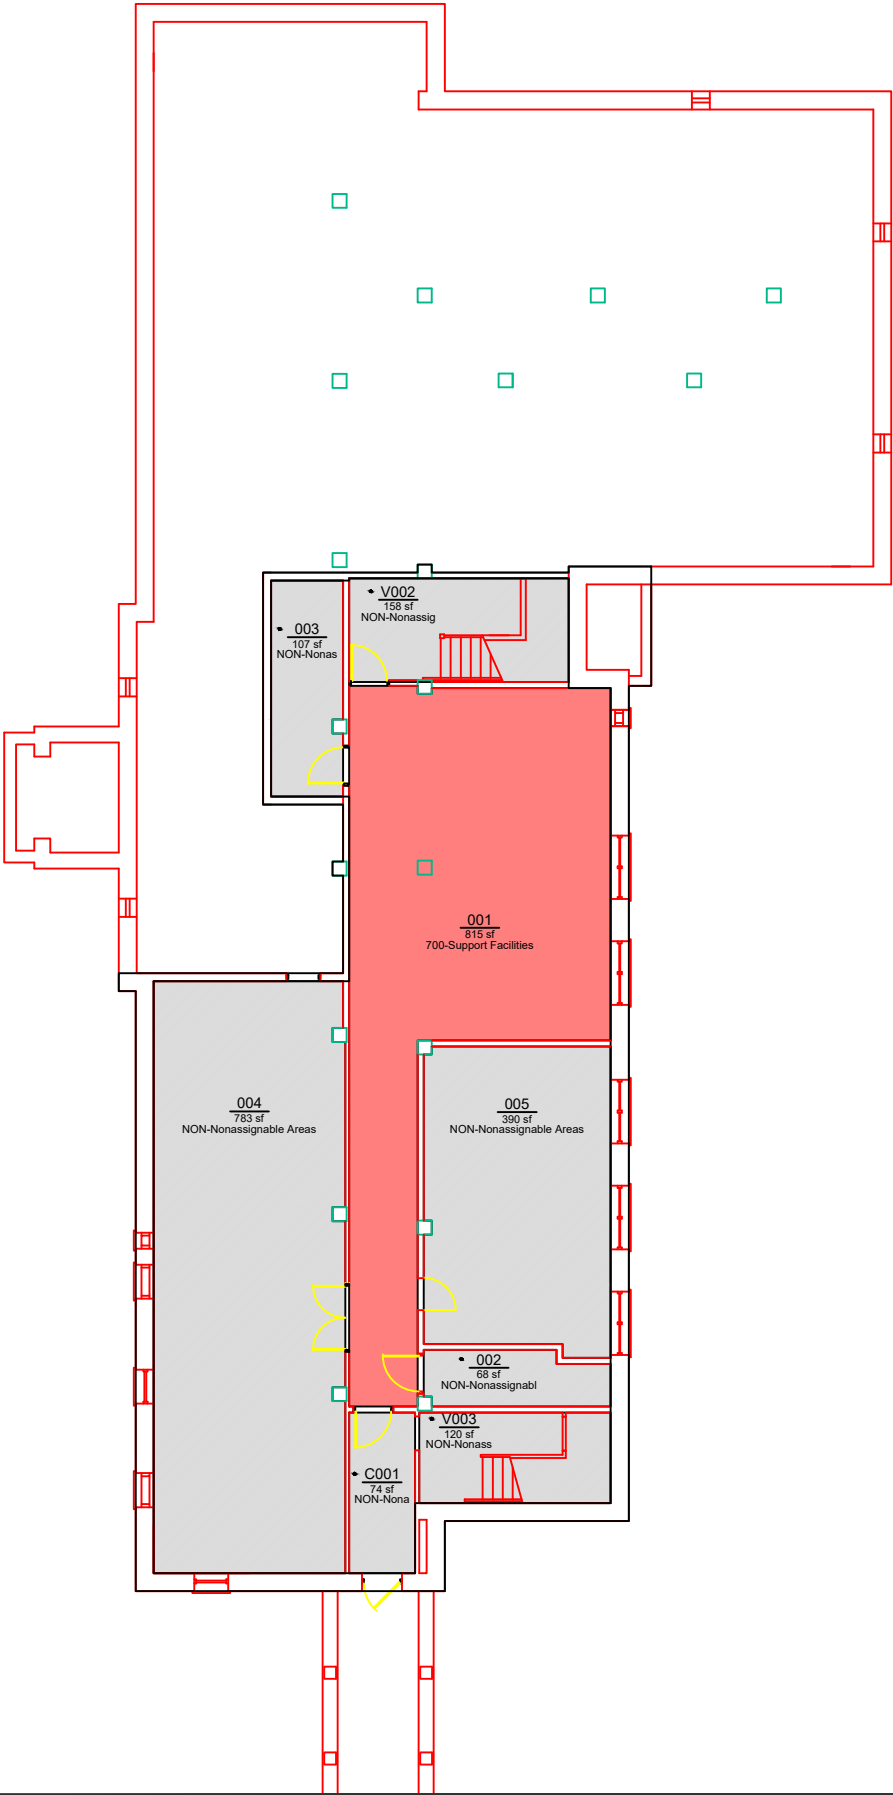 V002
158 sf
NON-Nonassig
003
107 sf
NON-Nonas
001
815 sf
700-Support Facilities
004
783 sf
NON-Nonassignable Areas
005
390 sf
NON-Nonassignable Areas
002
68 sf
NON-Nonassignabl
V003
120 sf
NON-Nonass
C001
74 sf
NON-Nona